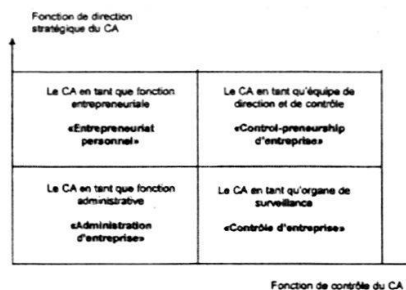 Fonction de direction
stratégique du CA
Le CA en tant que fonction
entrepreneuriale
«Entrepreneuriat
personnel»
Le CA en tant qu'équipe de
direction et de contrôle
«Control-preneurship
d'entreprise»
Le CA en tant que fonction
administrative
«Administration
d'entreprise»
Le CA en tant qu'organe de
surveillance
«Contrôle d'entreprise»
Fonction de contrôle du CA